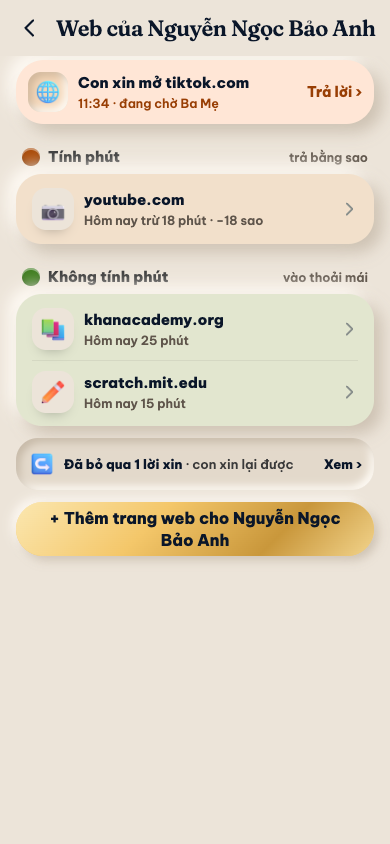 Web của Nguyễn Ngọc Bảo Anh
Con xin mở tiktok.com
11:34 · đang chờ Ba Mẹ
Trả lời ›
Tính phút
trả bằng sao
youtube.com
Hôm nay trừ 18 phút · −18 sao
Không tính phút
vào thoải mái
khanacademy.org
Hôm nay 25 phút
scratch.mit.edu
Hôm nay 15 phút
Đã bỏ qua 1 lời xin · con xin lại được
Xem ›
+ Thêm trang web cho Nguyễn Ngọc
Bảo Anh